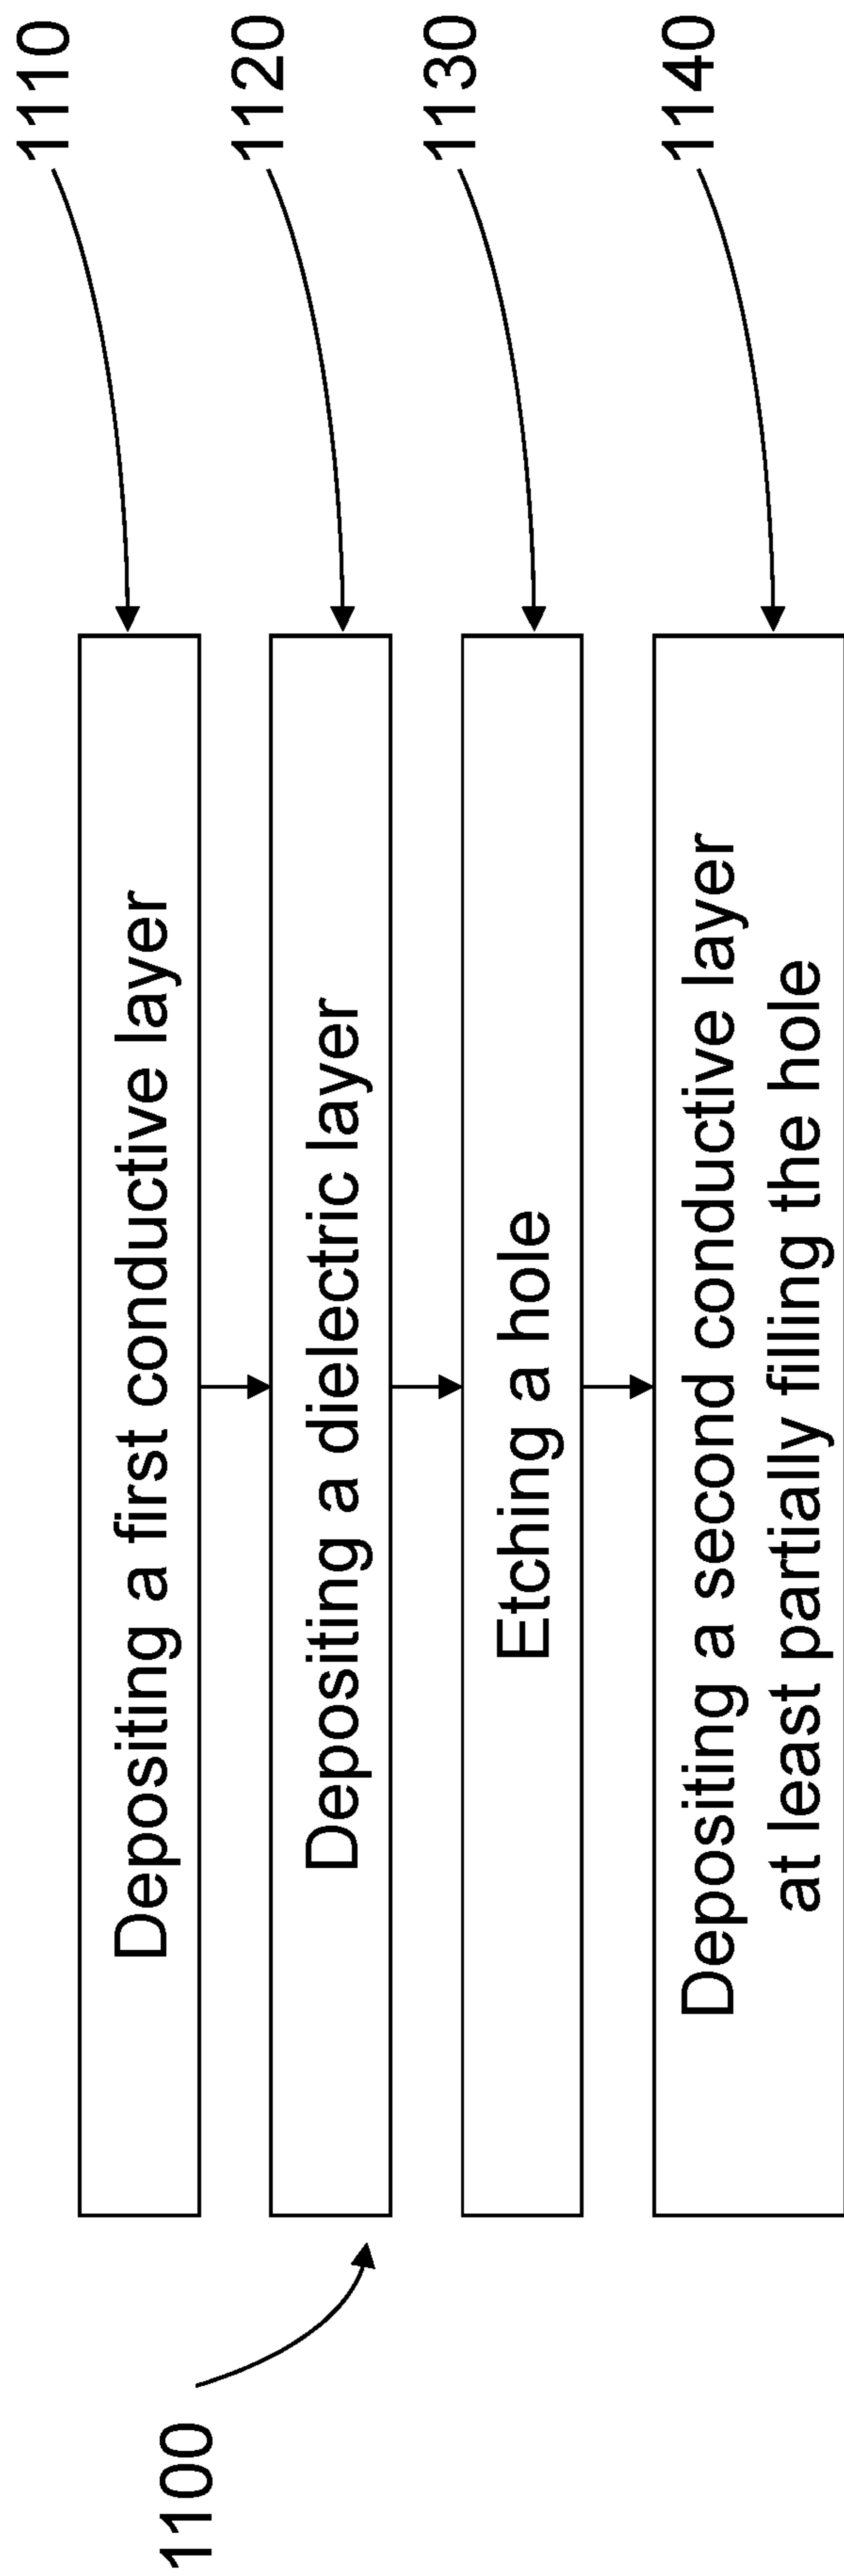 1100
Depositing a first conductive layer
1110
Depositing a dielectric layer
1120
Etching a hole
1130
Depositing a second conductive layer
at least partially filling the hole
1140